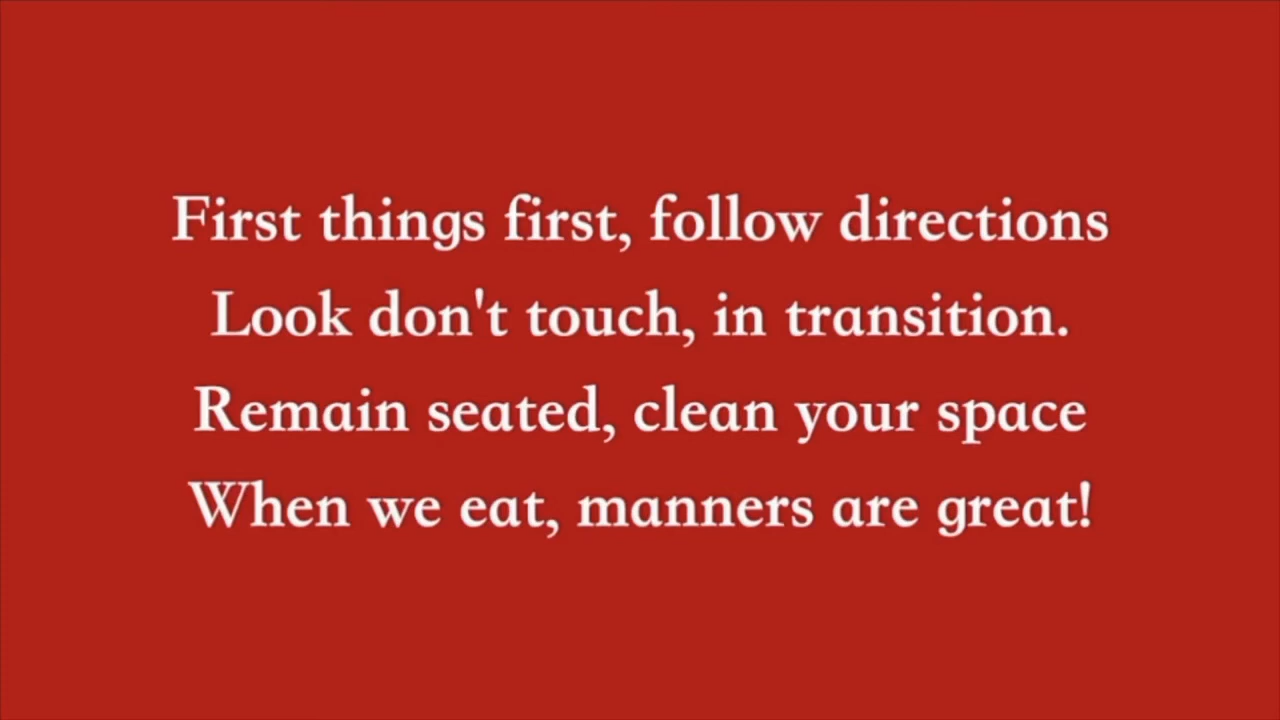 First things first, follow directions
Look don't touch, in transition.
Remain seated, clean your space
When we eat, manners are great!